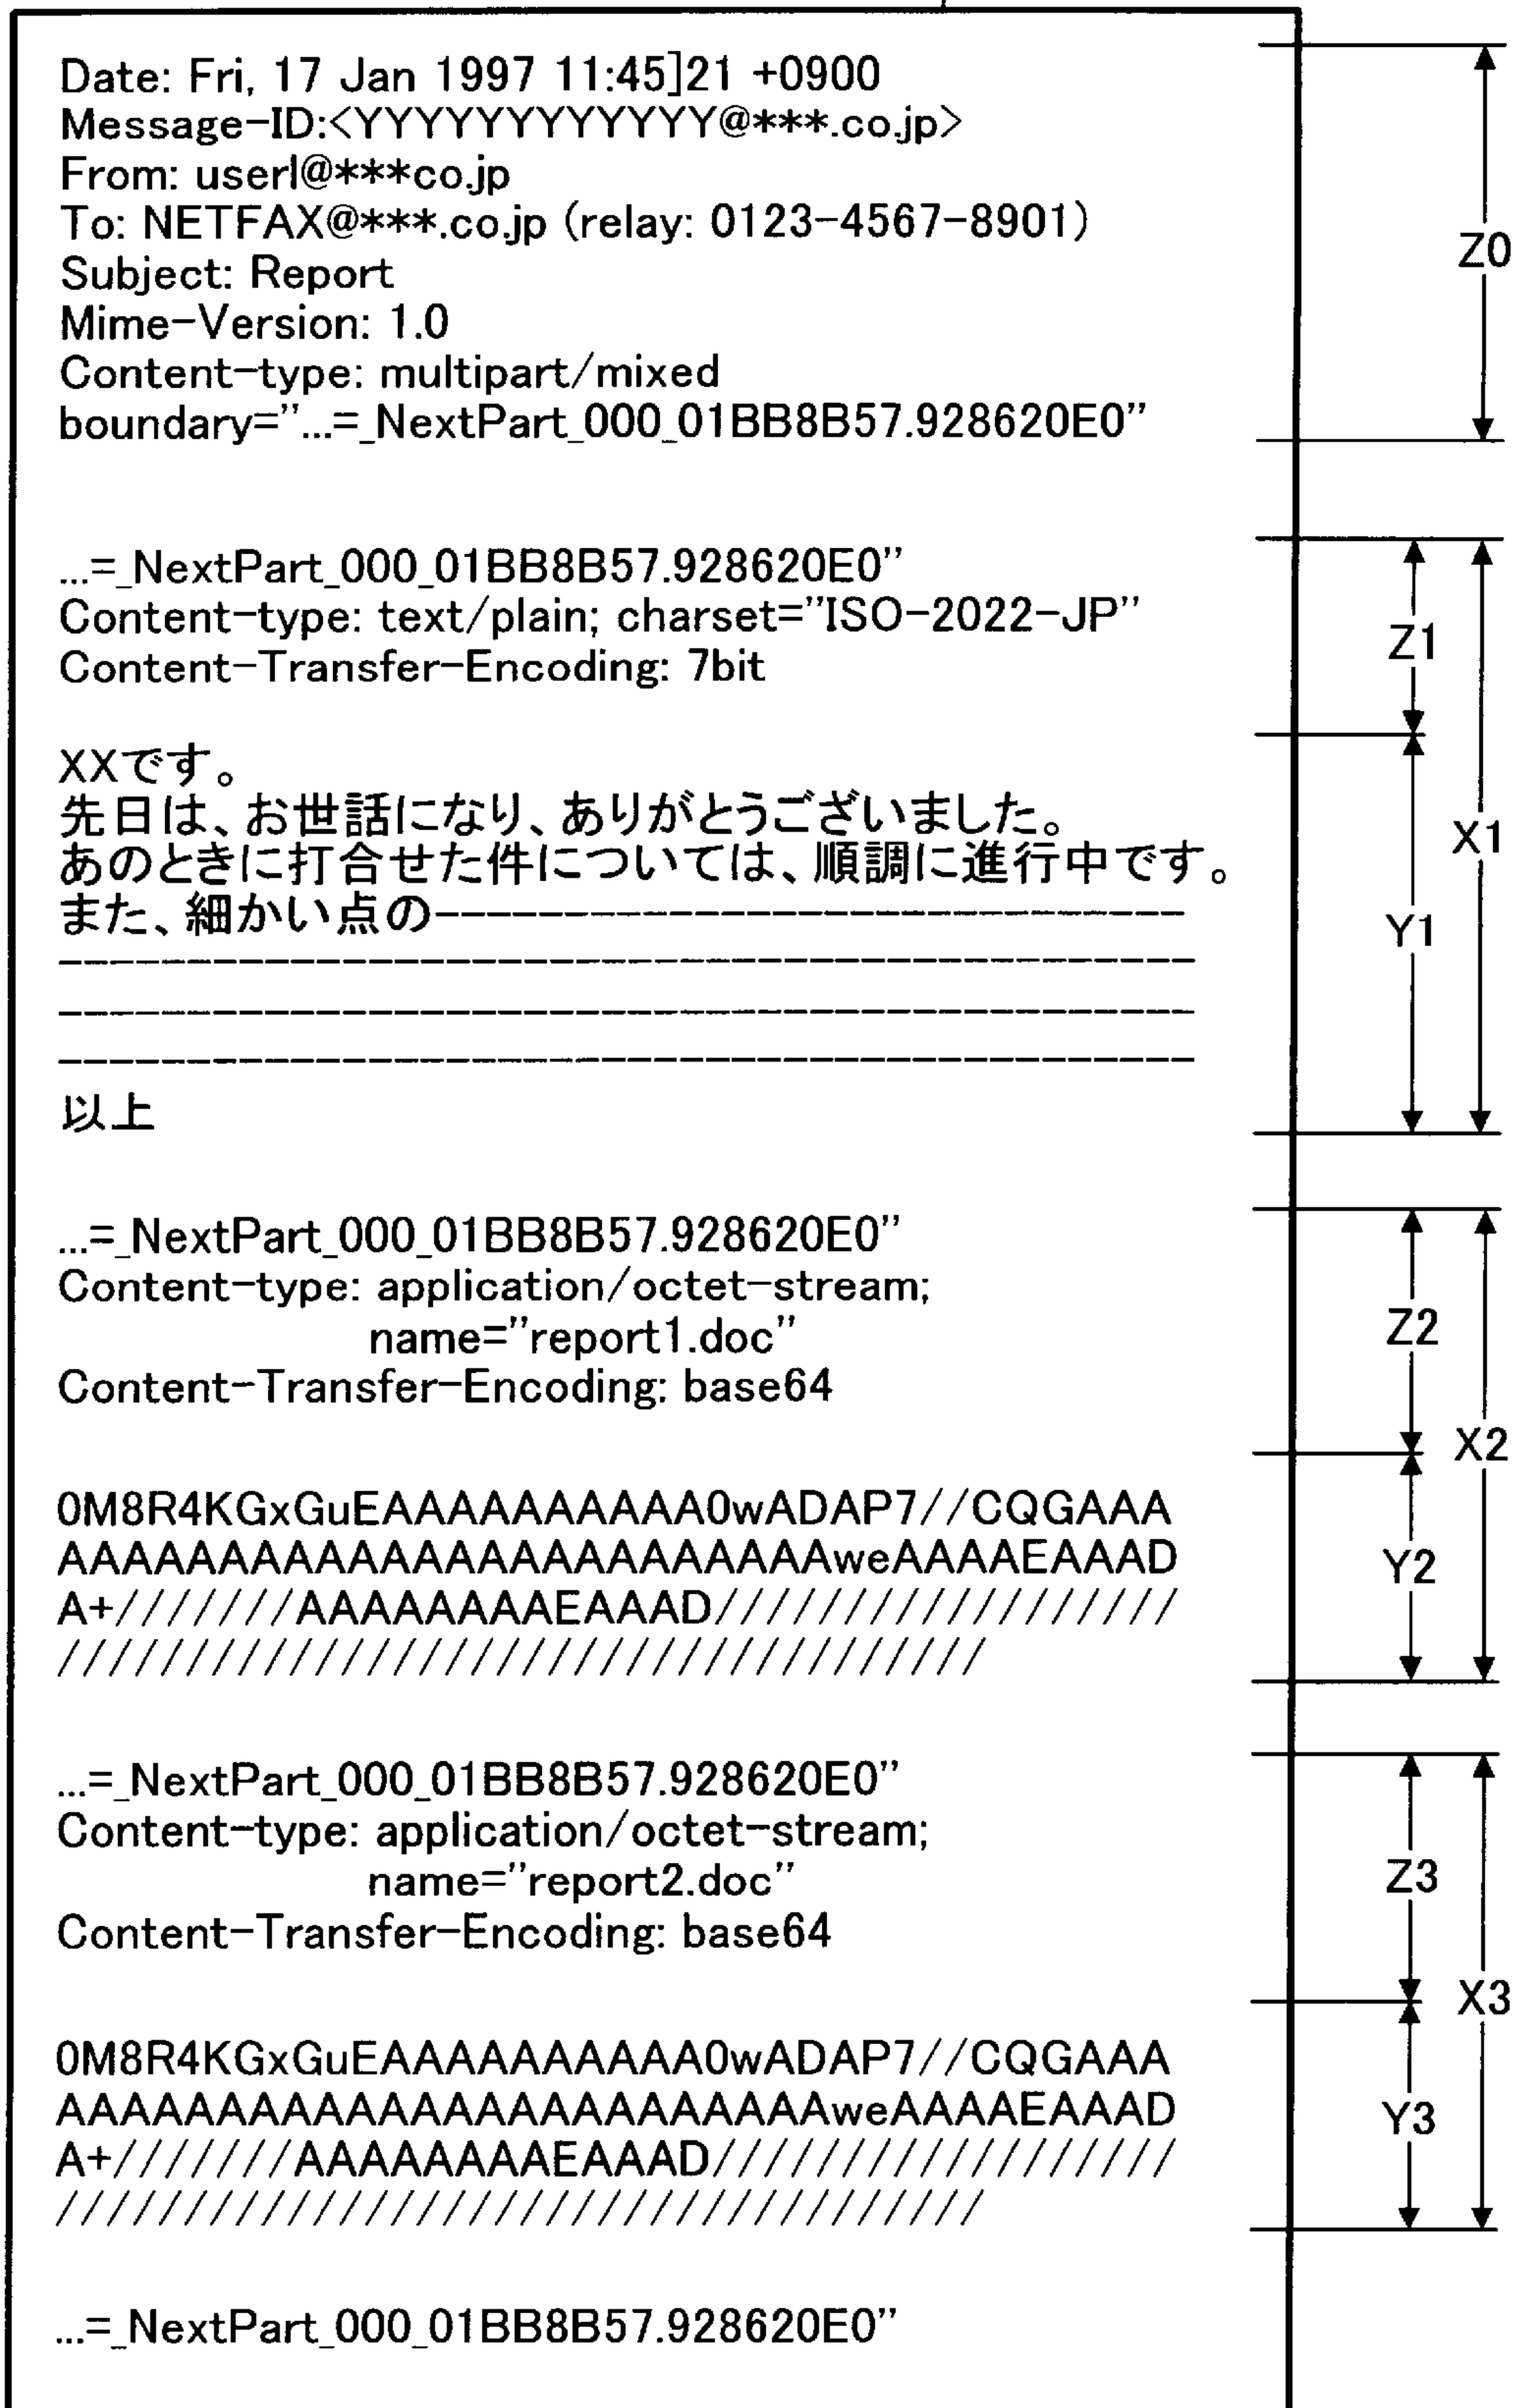 Date: Fri, 17 Jan 1997 11:45]21 +0900
Message-ID:<YYYYYYYYYYYY@***.co.jp>
From: userl@***co.jp
To: NETFAX@***.co.jp (relay: 0123-4567-8901)
Subject: Report
Mime-Version: 1.0
Content-type: multipart/mixed
boundary="...=_NextPart_000_01BB8B57.928620E0"
Z0
...=_NextPart_000_01BB8B57.928620E0"
Content-type: text/plain; charset="ISO-2022-JP"
Content-Transfer-Encoding: 7bit
Z1
XXです。
先日は、お世話になり、ありがとうございました。
あのときに打合せた件については、順調に進行中です。
また、細かい点の-----------------------------
--------------------------------------------
--------------------------------------------
--------------------------------------------
以上
X1
Y1
...=_NextPart_000_01BB8B57.928620E0"
Content-type: application/octet-stream;
name="report1.doc"
Content-Transfer-Encoding: base64
Z2
X2
0M8R4KGxGuEAAAAAAAAAA0wADAP7//CQGAAA
AAAAAAAAAAAAAAAAAAAAAAAAweAAAAEAAAD
A+///////AAAAAAAAEAAAD//////////////////
////////////////////////////////////
Y2
...=_NextPart_000_01BB8B57.928620E0"
Content-type: application/octet-stream;
name="report2.doc"
Content-Transfer-Encoding: base64
Z3
X3
0M8R4KGxGuEAAAAAAAAAA0wADAP7//CQGAAA
AAAAAAAAAAAAAAAAAAAAAAAAweAAAAEAAAD
A+///////AAAAAAAAEAAAD//////////////////
////////////////////////////////////
Y3
...=_NextPart_000_01BB8B57.928620E0"